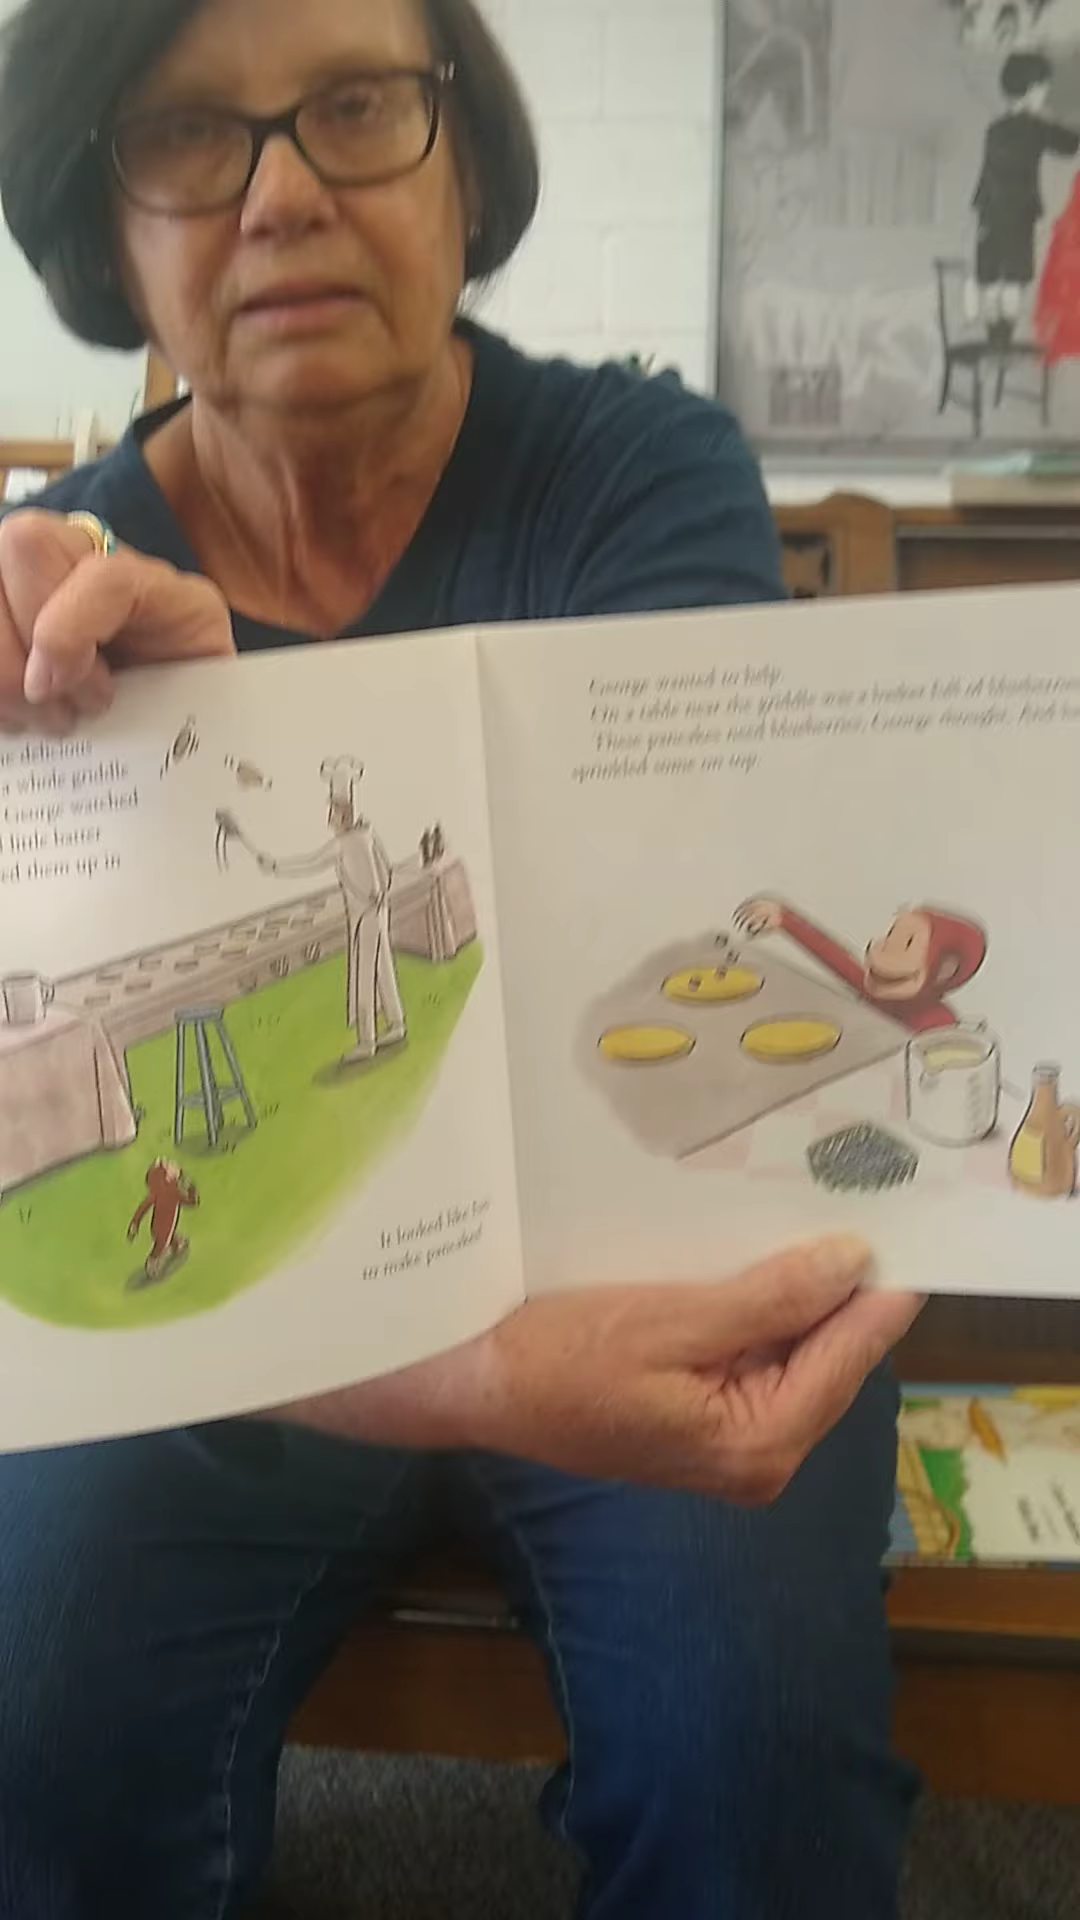 delicious
a whole griddle
George watched
little batter
ed them up in
It looked like fun
to make pancakes
George wanted to help.
On a table near the griddle was a basket full of blueberries
These pancakes need blueberries, George thought. And he
sprinkled some on top.